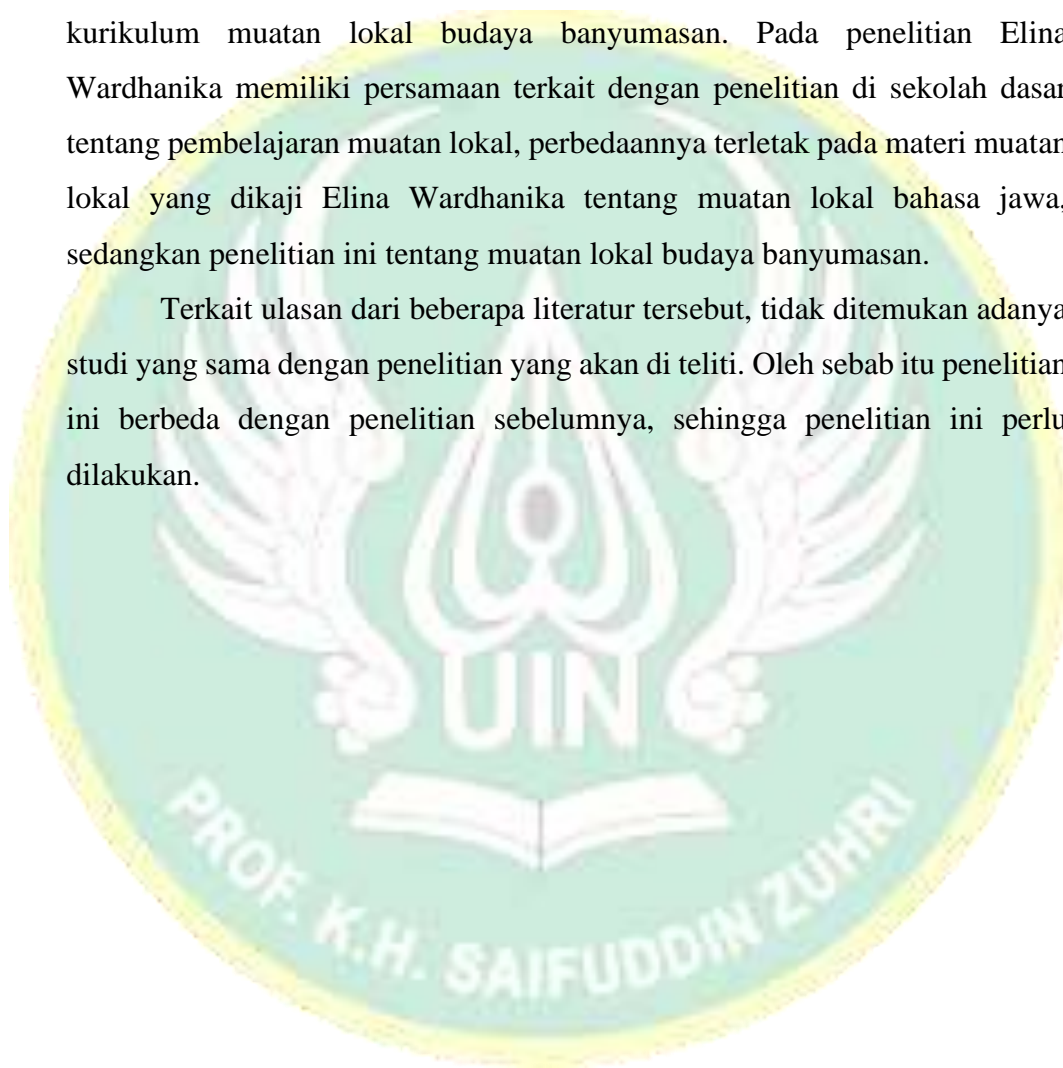 kurikulum muatan lokal budaya banyumasan. Pada penelitian Elina
Wardhanika memiliki persamaan terkait dengan penelitian di sekolah dasar
tentang pembelajaran muatan lokal, perbedaannya terletak pada materi muatan
lokal yang dikaji Elina Wardhanika tentang muatan lokal bahasa jawa,
sedangkan penelitian ini tentang muatan lokal budaya banyumasan.
Terkait ulasan dari beberapa literatur tersebut, tidak ditemukan adanya
studi yang sama dengan penelitian yang akan di teliti. Oleh sebab itu penelitian
ini berbeda dengan penelitian sebelumnya, sehingga penelitian ini perlu
dilakukan.
UIN
PROF. K.H. SAIFUDDIN ZUHRI